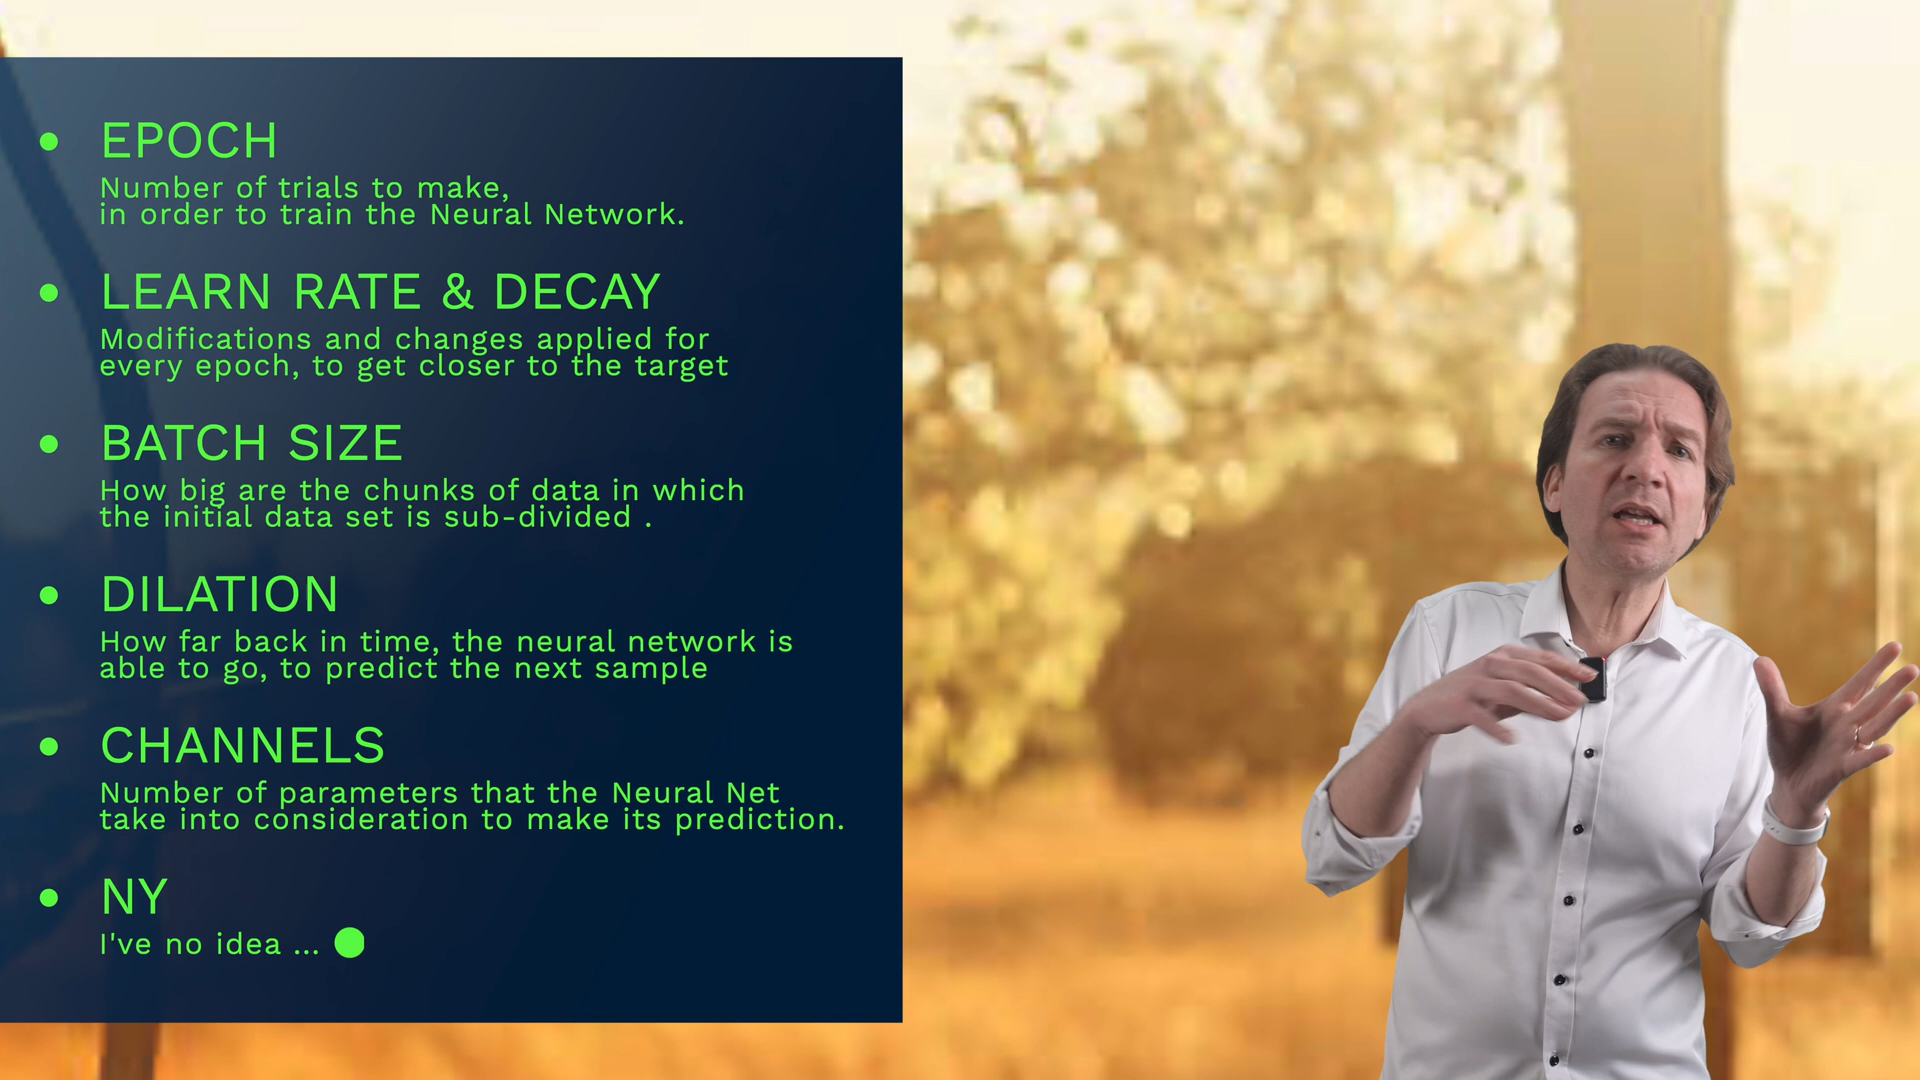 • EPOCH
Number of trials to make,
in order to train the Neural Network.
• LEARN RATE & DECAY
Modifications and changes applied for
every epoch, to get closer to the target
• BATCH SIZE
How big are the chunks of data in which
the initial data set is sub-divided .
• DILATION
How far back in time, the neural network is
able to go, to predict the next sample
• CHANNELS
Number of parameters that the Neural Net
take into consideration to make its prediction.
• NY
I've no idea ...